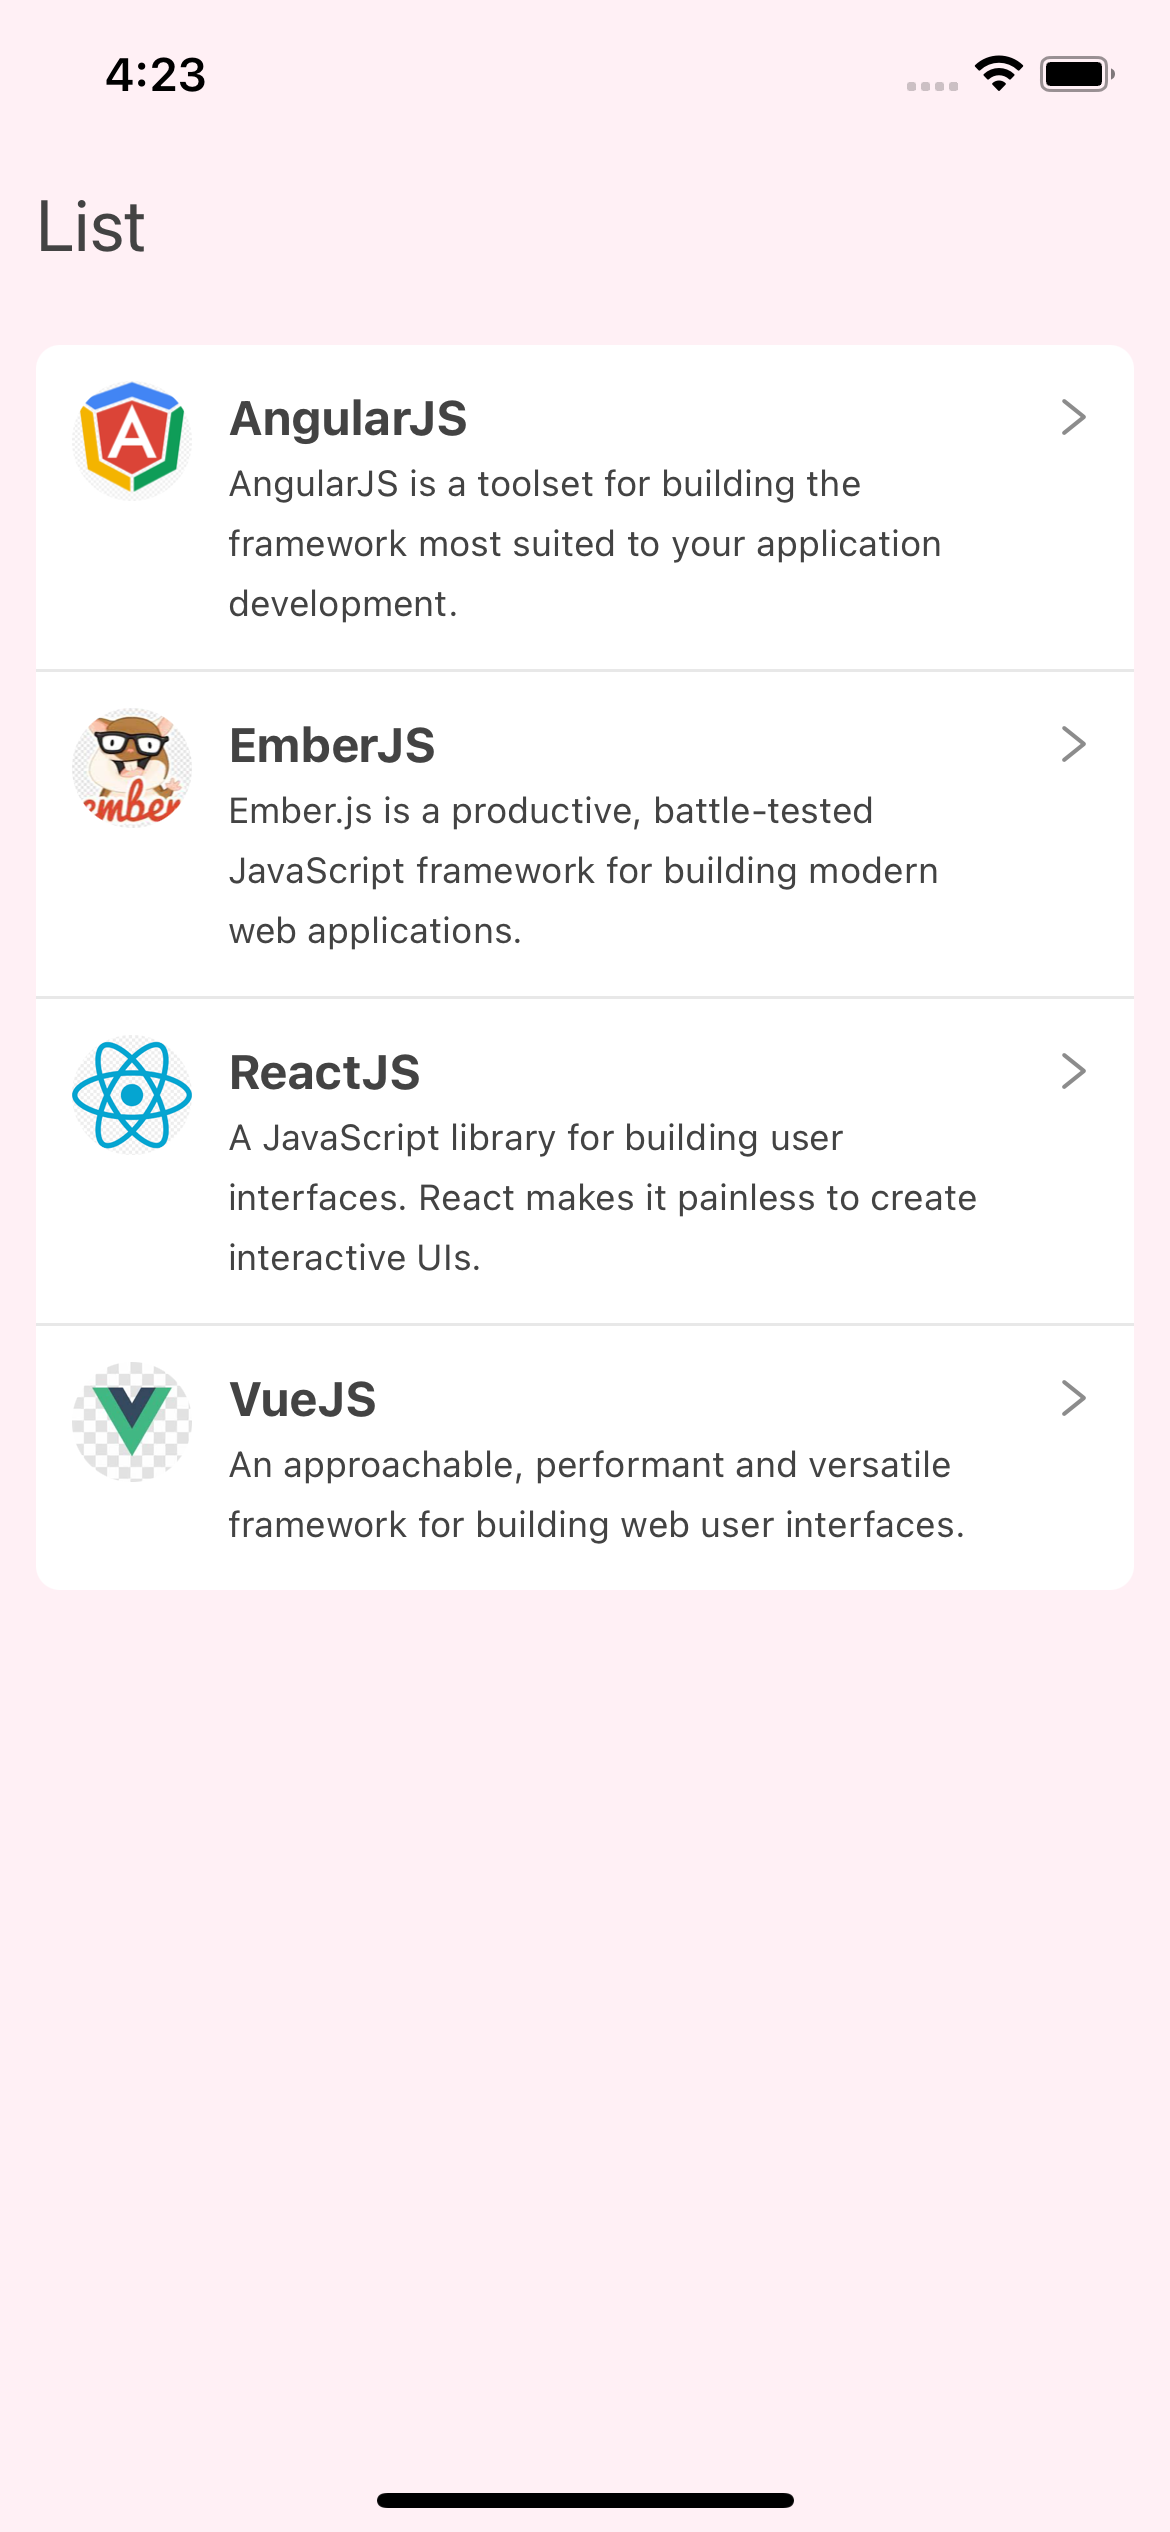 4:23
List
AngularJS
AngularJS is a toolset for building the
framework most suited to your application
development.
EmberJS
Ember.js is a productive, battle-tested
JavaScript framework for building modern
web applications.
ember
ReactJS
A JavaScript library for building user
interfaces. React makes it painless to create
interactive UIs.
VueJS
An approachable, performant and versatile
framework for building web user interfaces.